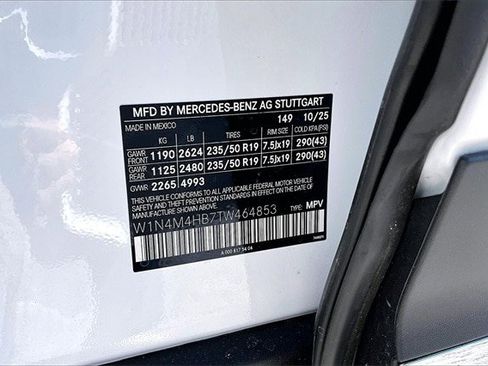 MFD BY MERCEDES-BENZ AG STUTTGART
MADE IN MEXICO 149 10/25
KG LB TIRES RIM SIZE COLD KPA(PSI)
GAWR FRONT 1190 2624 235/50 R19 7.5Jx19 290(43)
GAWR REAR 1125 2480 235/50 R19 7.5Jx19 290(43)
GVWR 2265 4993
THIS VEHICLE CONFORMS TO ALL APPLICABLE FEDERAL MOTOR VEHICLE
SAFETY, BUMPER, AND THEFT PREVENTION STANDARDS IN EFFECT ON THE
DATE OF MANUFACTURE SHOWN ABOVE.
W1N4M4HB7TW464853 TYPE: MPV